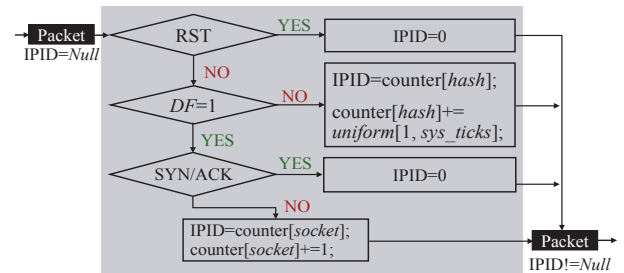 Packet
IPID=Null
RST
YES
IPID=0
NO
DF=1
NO
IPID=counter[hash];
counter[hash]+=
uniform[1, sys_ticks];
YES
SYN/ACK
YES
IPID=0
NO
IPID=counter[socket];
counter[socket]+=1;
Packet
IPID!=Null